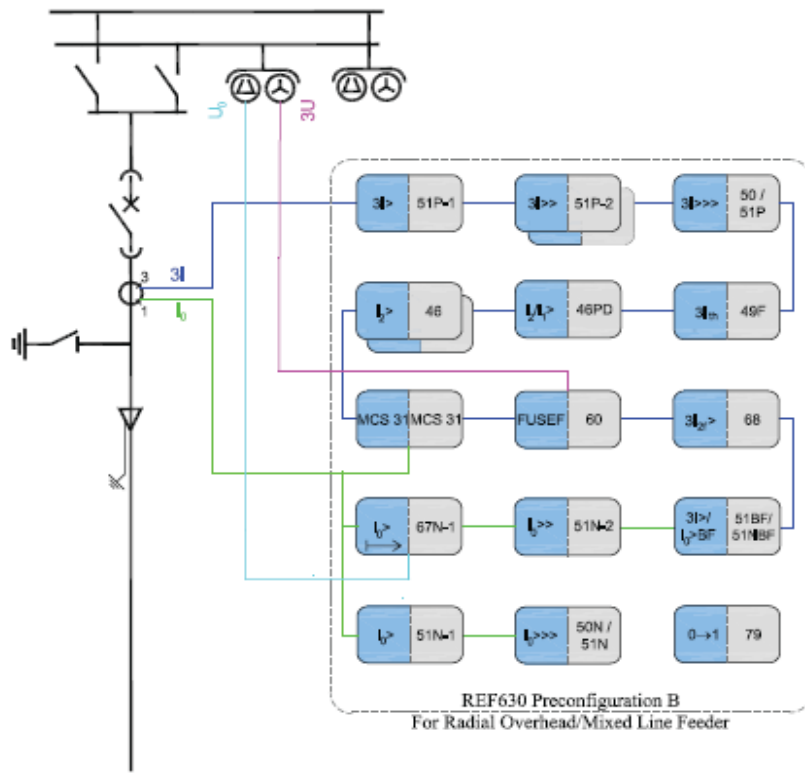 U₀
3U
3I> 51P-1
3I>> 51P-2
3I>>> 50 / 51P
3
3I
1
I₀
I₂> 46
I₂/I₁> 46PD
3Iₜₕ 49F
MCS 31 MCS 31
FUSEF 60
3I₂f> 68
I₀> 67N-1
I₀>> 51N-2
3I>/ I₀>BF 51BF/ 51NBF
I₀> 51N-1
I₀>>> 50N / 51N
0→1 79
REF630 Preconfiguration B
For Radial Overhead/Mixed Line Feeder